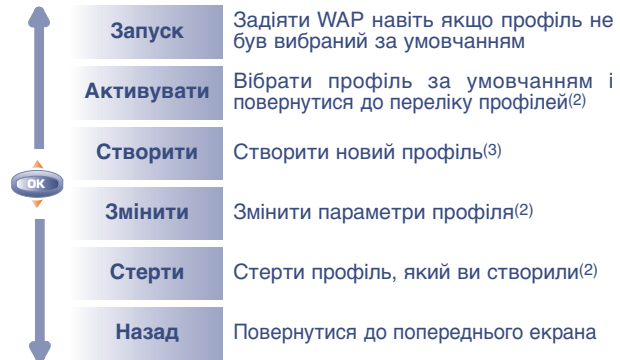 Запуск
Задіяти WAP навіть якщо профіль не
був вибраний за умовчанням
Активувати
Вібрати профіль за умовчанням і
повернутися до переліку профілей(2)
Створити
Створити новий профіль(3)
OK
Змінити
Змінити параметри профіля(2)
Стерти
Стерти профіль, який ви створили(2)
Назад
Повернутися до попереднього екрана